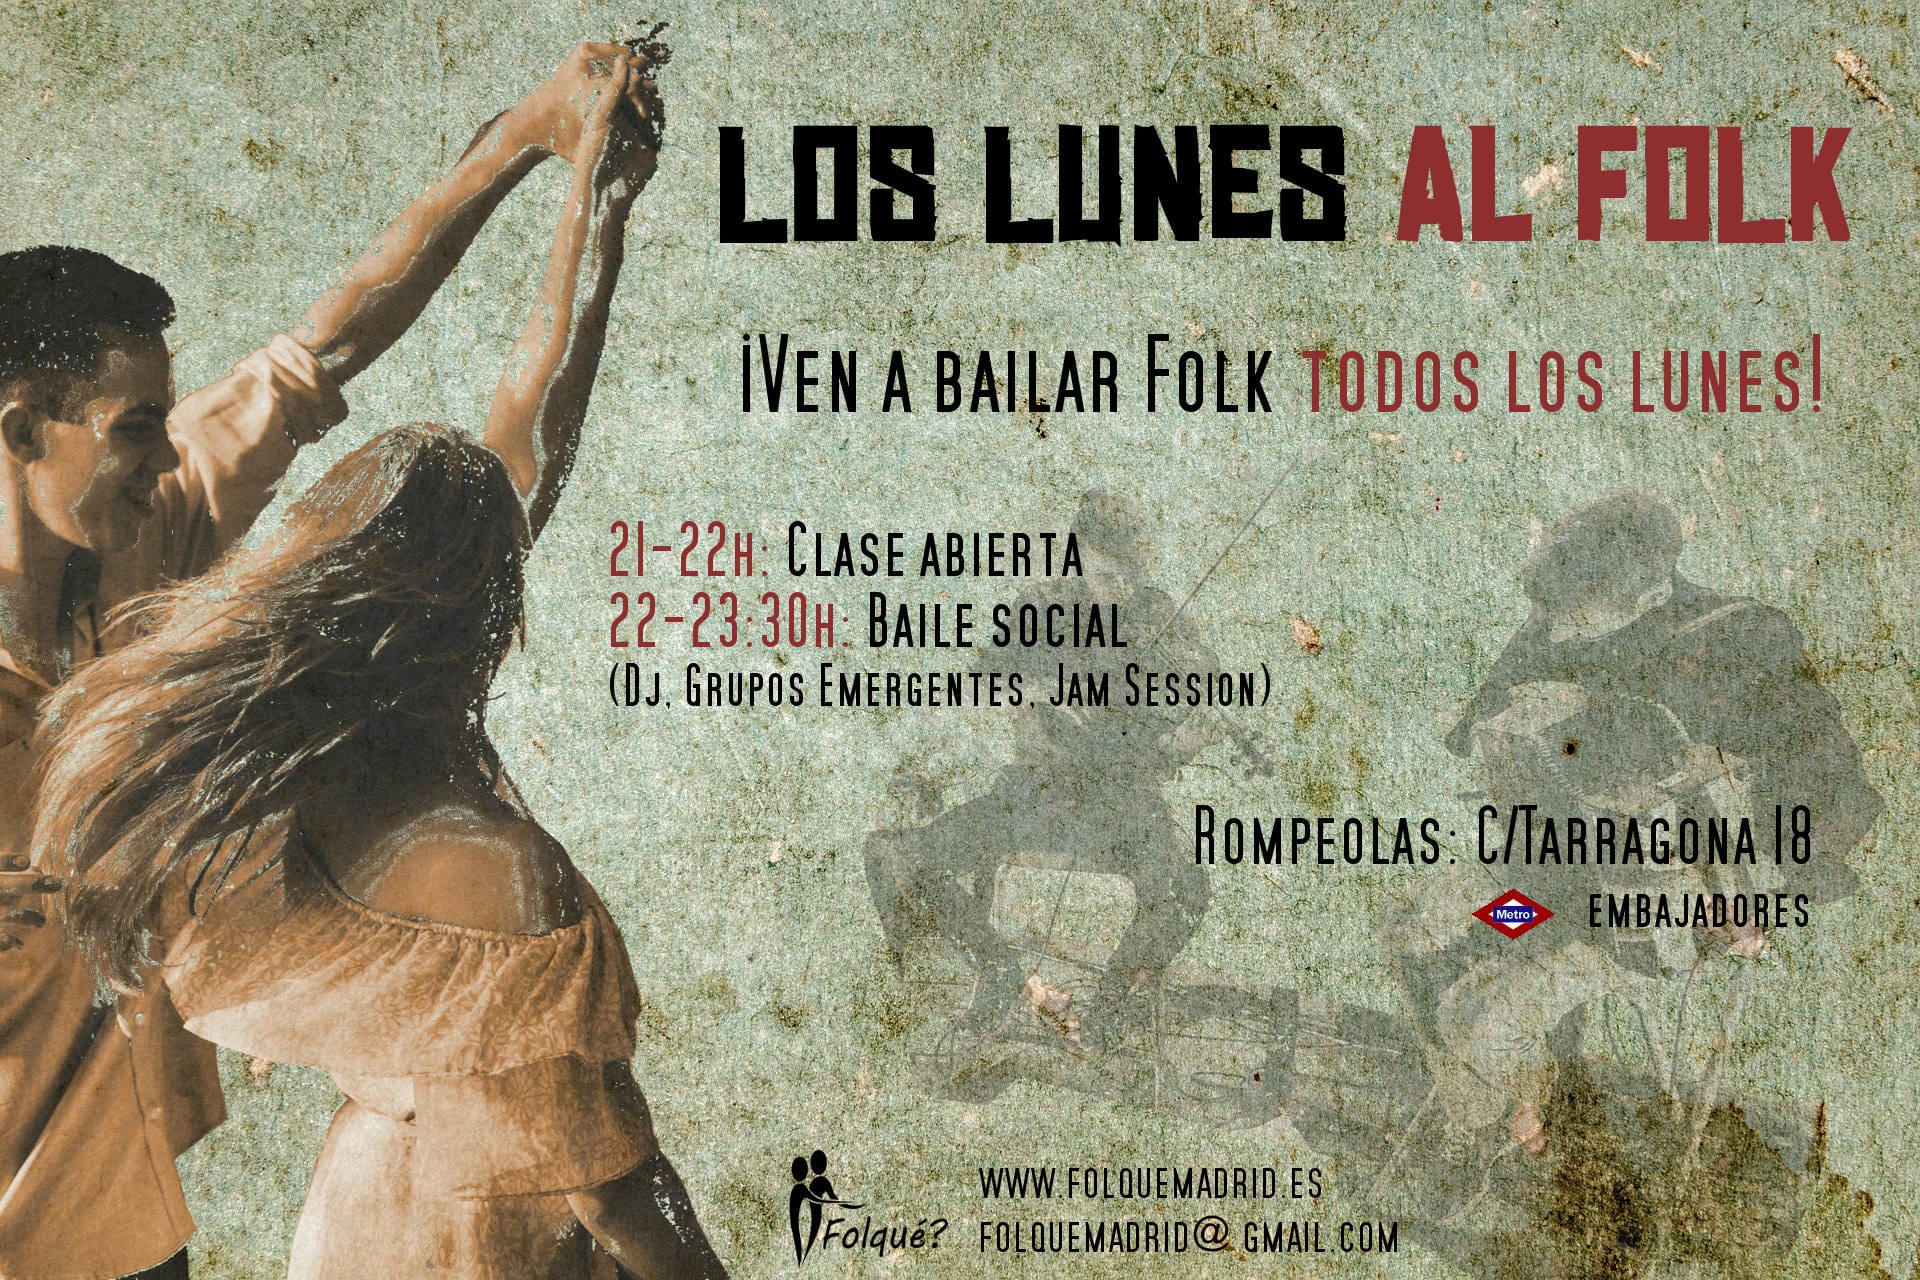 LOS LUNES AL FOLK
¡VEN A BAILAR FOLK TODOS LOS LUNES!
21-22H: CLASE ABIERTA
22-23:30H: BAILE SOCIAL
(DJ, GRUPOS EMERGENTES, JAM SESSION)
ROMPEOLAS: C/TARRAGONA 18
Metro EMBAJADORES
Folqué?
WWW.FOLQUEMADRID.ES
FOLQUEMADRID@GMAIL.COM